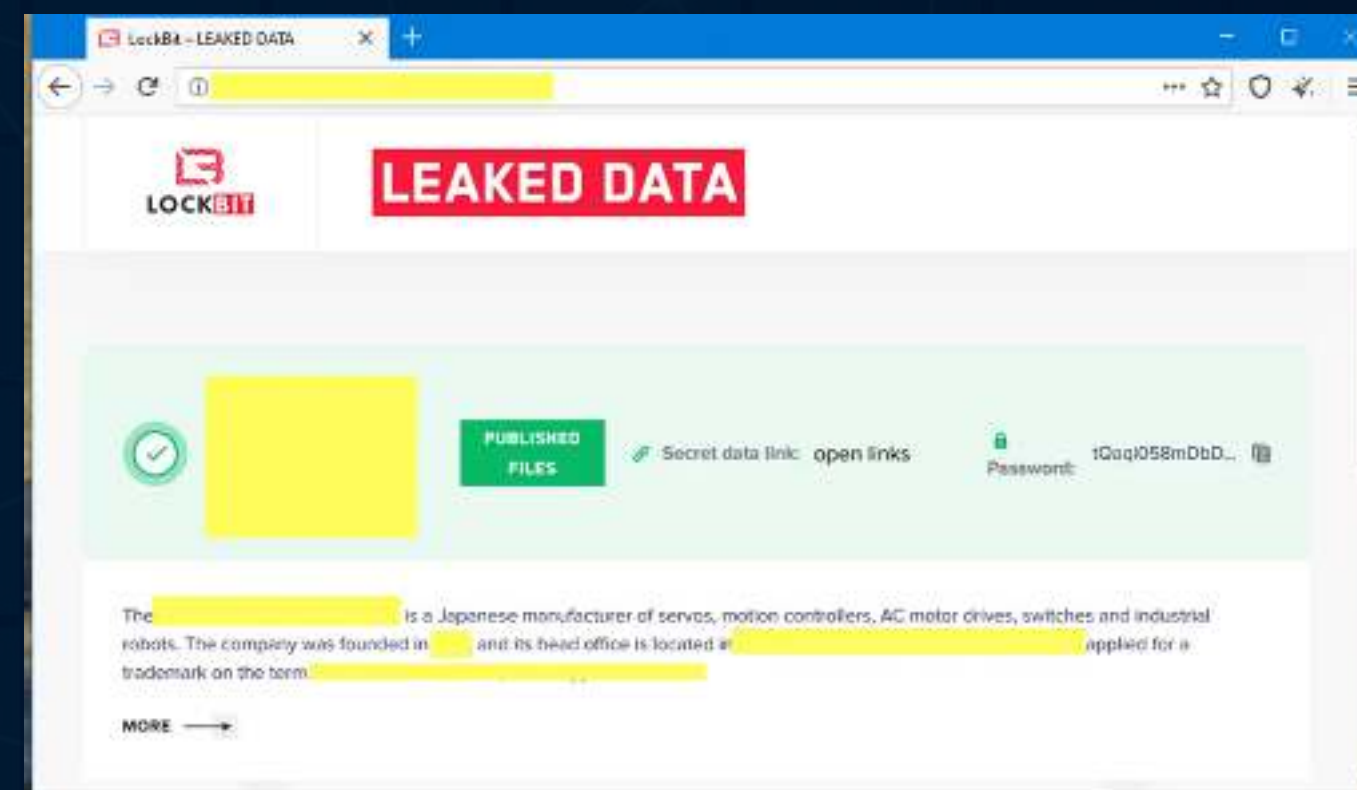 LockBit – LEAKED DATA
LOCKBIT
LEAKED DATA
PUBLISHED
FILES
Secret data link: open links
Password:
The is a Japanese manufacturer of servos, motion controllers, AC motor drives, switches and industrial
robots. The company was founded in and its head office is located in applied for a
trademark on the term
MORE